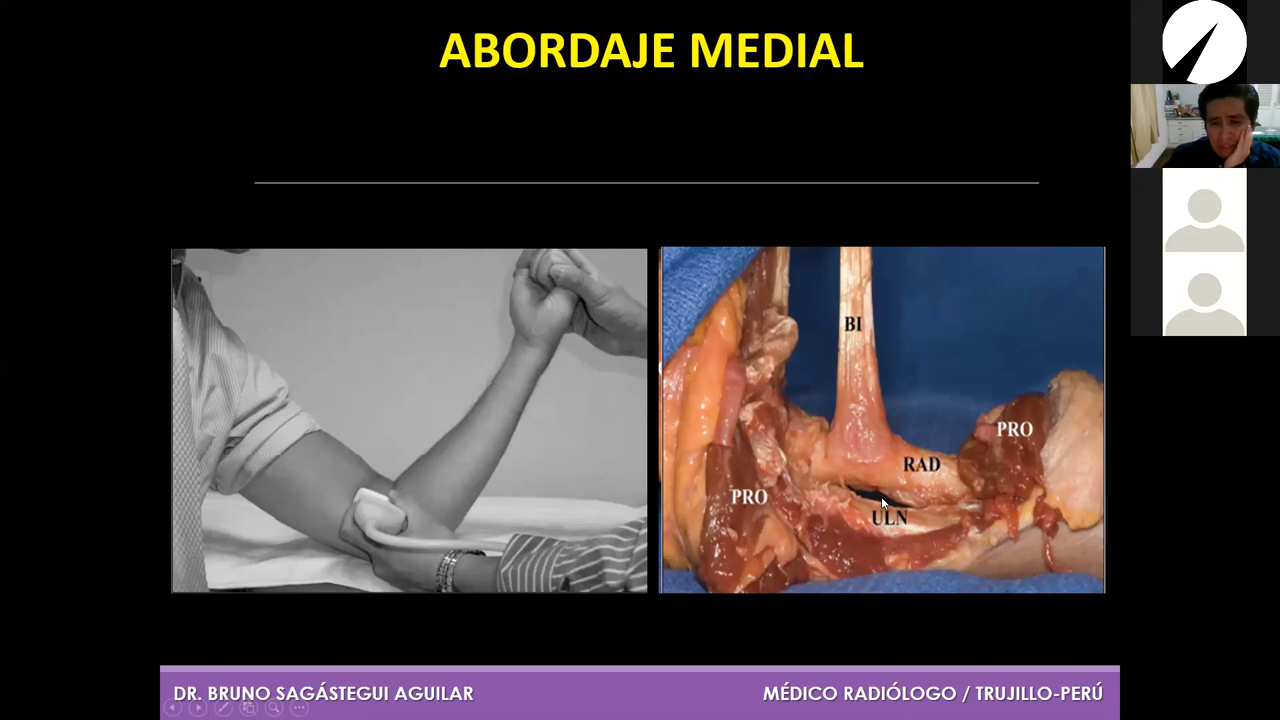 ABORDAJE MEDIAL
BI
PRO
RAD
PRO
ULN
DR. BRUNO SAGÁSTEGUI AGUILAR
MÉDICO RADIÓLOGO / TRUJILLO-PERÚ